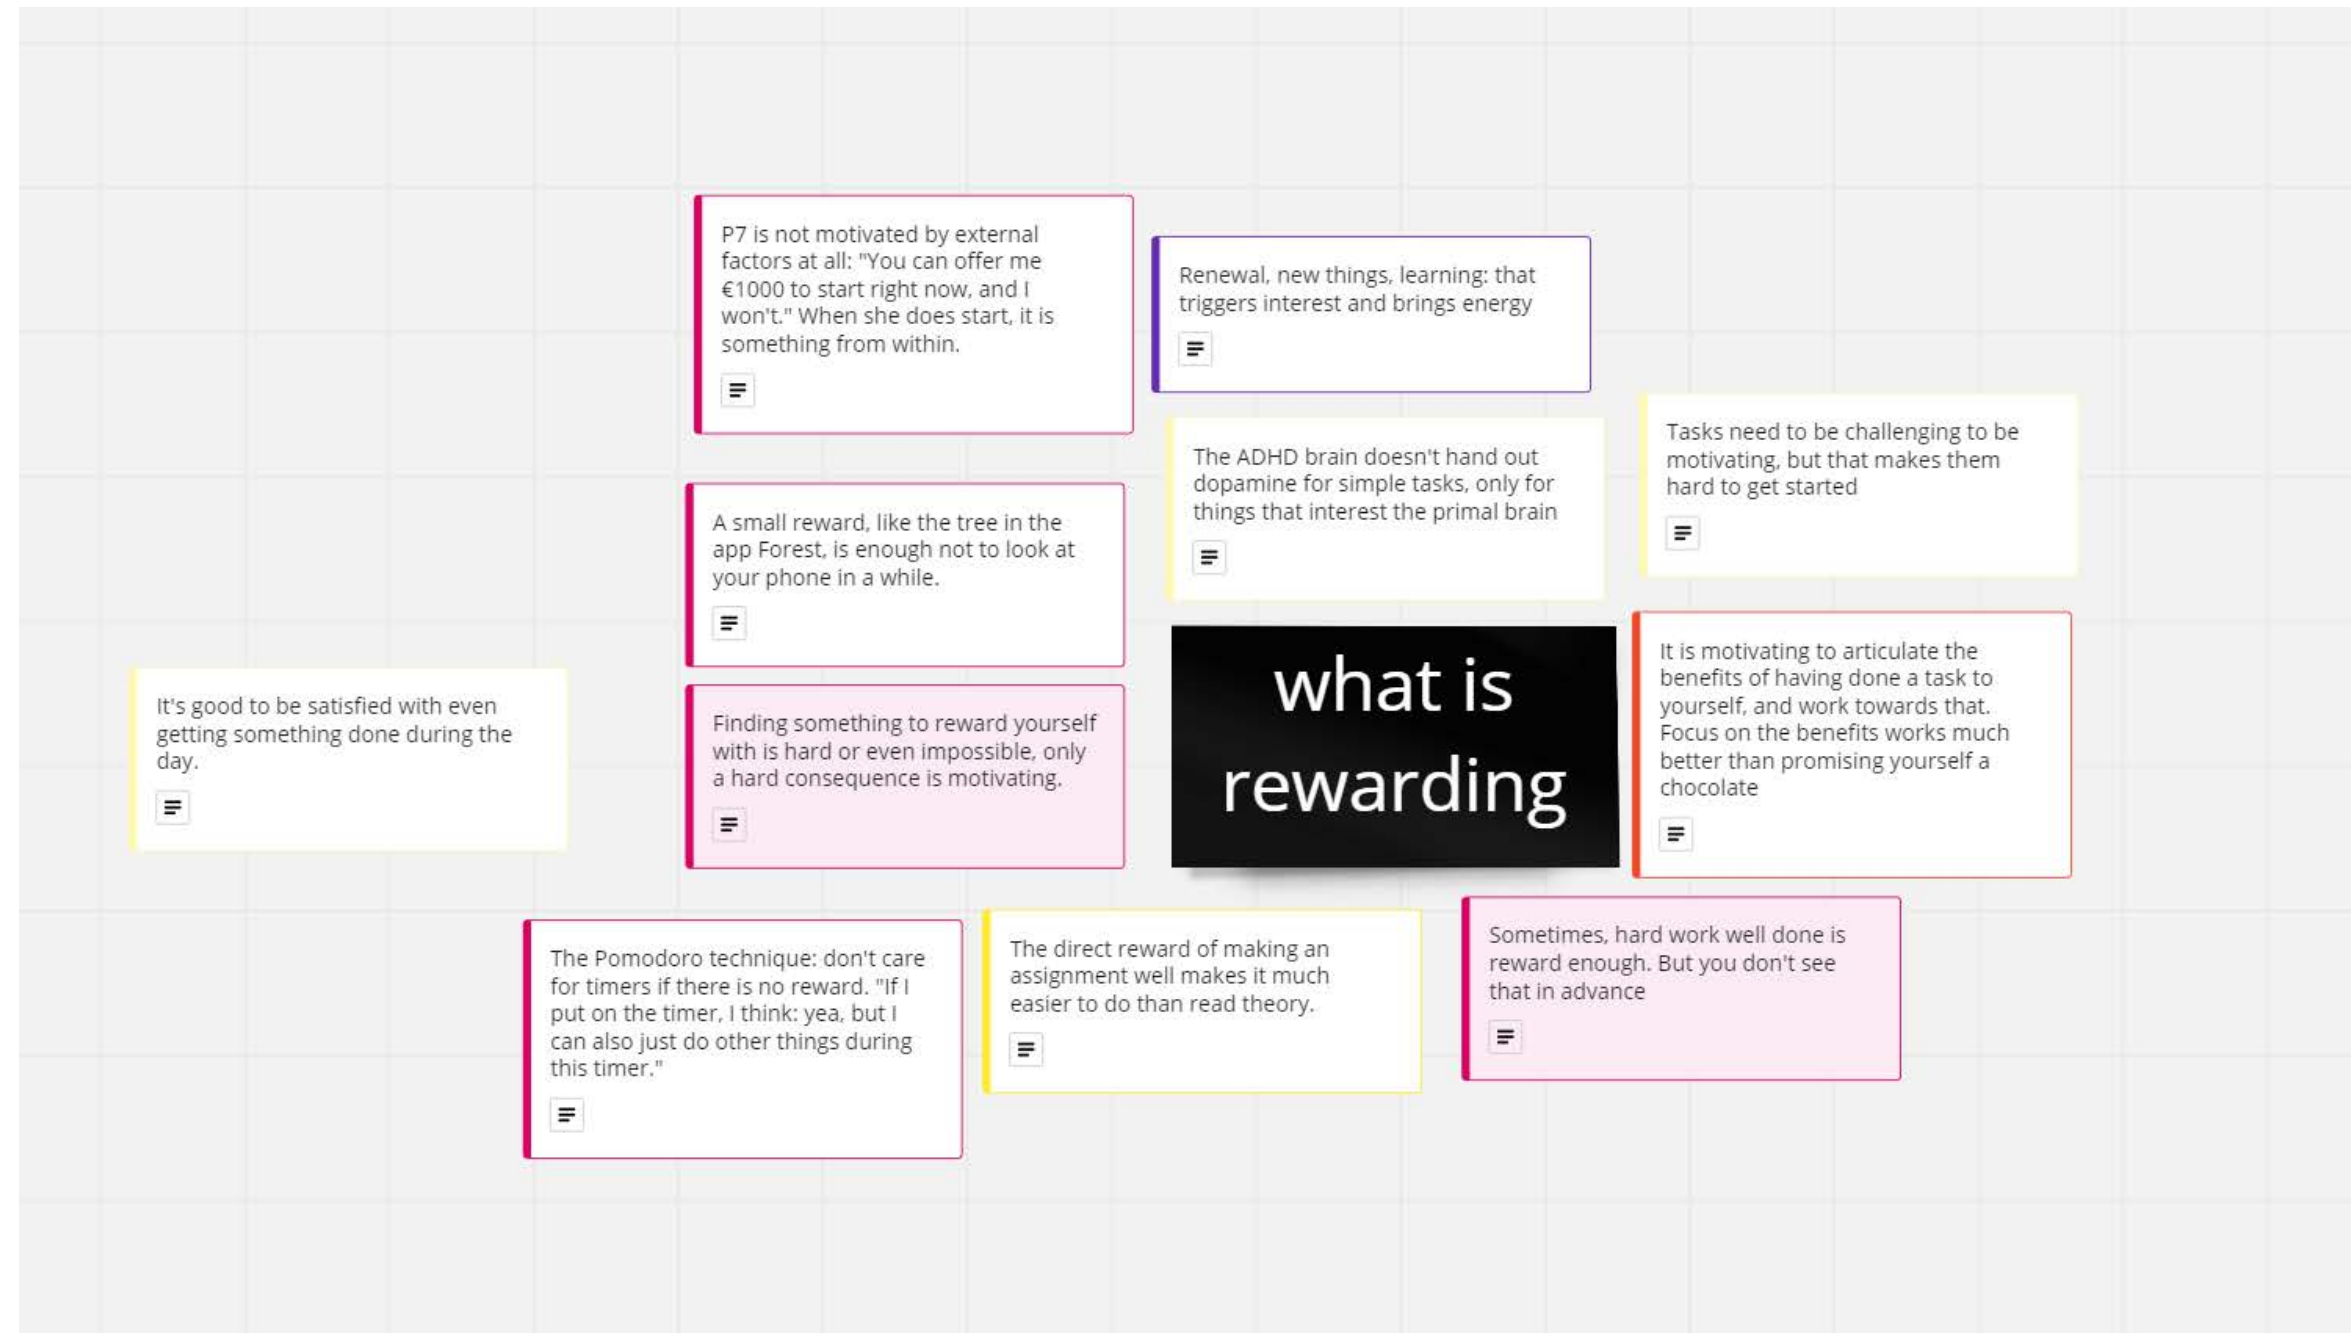 P7 is not motivated by external
factors at all: "You can offer me
€1000 to start right now, and I
won't." When she does start, it is
something from within.
Renewal, new things, learning: that
triggers interest and brings energy
The ADHD brain doesn't hand out
dopamine for simple tasks, only for
things that interest the primal brain
Tasks need to be challenging to be
motivating, but that makes them
hard to get started
A small reward, like the tree in the
app Forest, is enough not to look at
your phone in a while.
It's good to be satisfied with even
getting something done during the
day.
Finding something to reward yourself
with is hard or even impossible, only
a hard consequence is motivating.
what is
rewarding
It is motivating to articulate the
benefits of having done a task to
yourself, and work towards that.
Focus on the benefits works much
better than promising yourself a
chocolate
The Pomodoro technique: don't care
for timers if there is no reward. "If I
put on the timer, I think: yea, but I
can also just do other things during
this timer."
The direct reward of making an
assignment well makes it much
easier to do than read theory.
Sometimes, hard work well done is
reward enough. But you don't see
that in advance